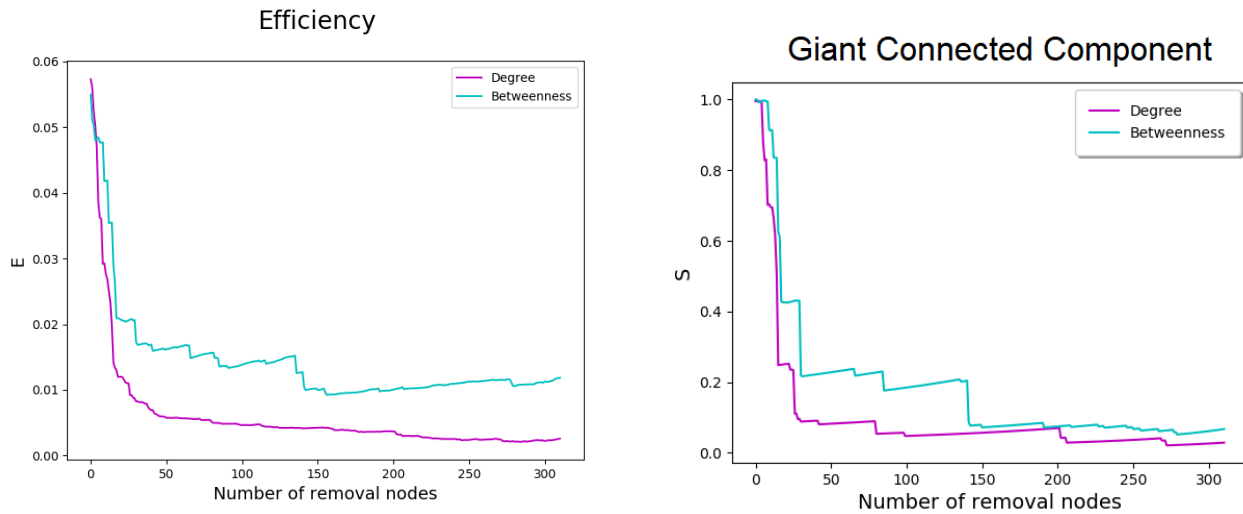 Efficiency
0.06
0.05
0.04
0.03
0.02
0.01
0.00
E
0
50
100
150
200
250
300
Number of removal nodes
Degree
Betweenness
Giant Connected Component
1.0
0.8
0.6
0.4
0.2
0.0
S
0
50
100
150
200
250
300
Number of removal nodes
Degree
Betweenness